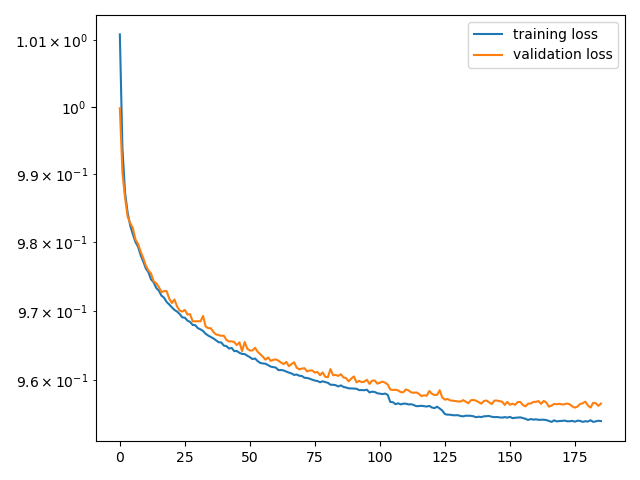 1.01 × 10⁰
10⁰
9.9 × 10⁻¹
9.8 × 10⁻¹
9.7 × 10⁻¹
9.6 × 10⁻¹
training loss
validation loss
0 25 50 75 100 125 150 175